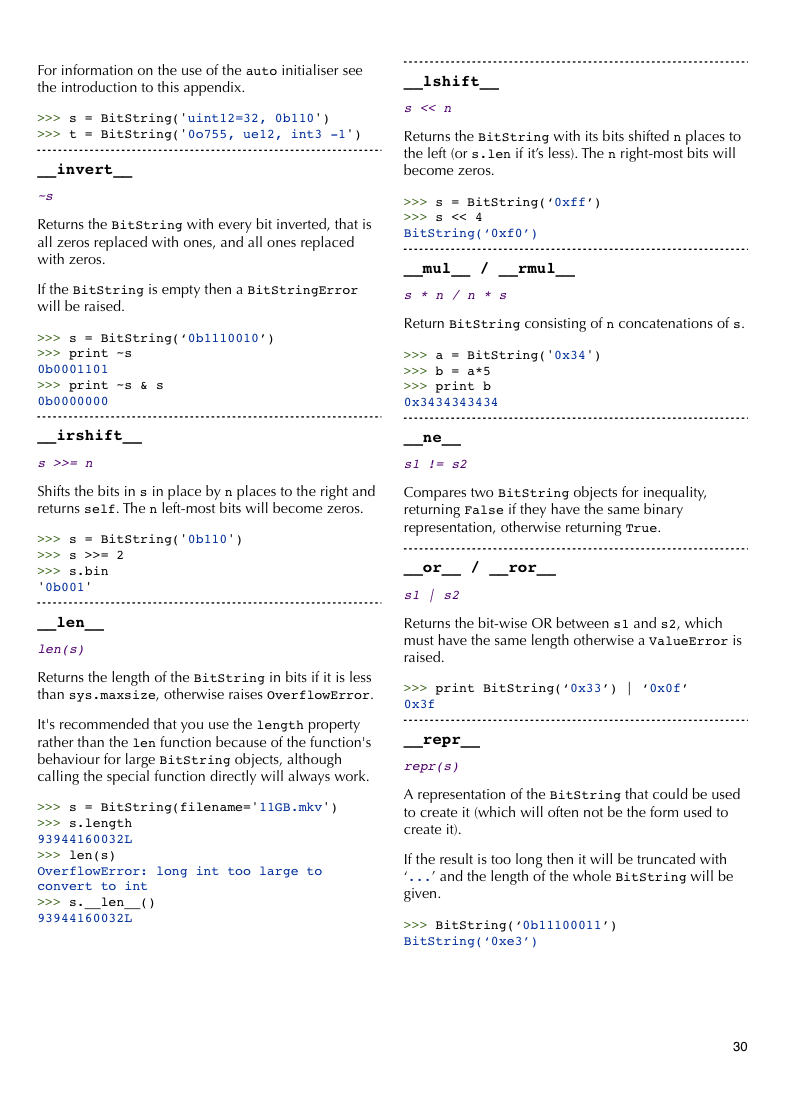 For information on the use of the auto initialiser see
the introduction to this appendix.
>>> s = BitString('uint12=32, 0b110')
>>> t = BitString('0o755, ue12, int3 -1')
__invert__
~s
Returns the BitString with every bit inverted, that is
all zeros replaced with ones, and all ones replaced
with zeros.
If the BitString is empty then a BitStringError
will be raised.
>>> s = BitString(‘0b1110010’)
>>> print ~s
0b0001101
>>> print ~s & s
0b0000000
__irshift__
s >>= n
Shifts the bits in s in place by n places to the right and
returns self. The n left-most bits will become zeros.
>>> s = BitString('0b110')
>>> s >>= 2
>>> s.bin
'0b001'
__len__
len(s)
Returns the length of the BitString in bits if it is less
than sys.maxsize, otherwise raises OverflowError.
It's recommended that you use the length property
rather than the len function because of the function's
behaviour for large BitString objects, although
calling the special function directly will always work.
>>> s = BitString(filename='11GB.mkv')
>>> s.length
93944160032L
>>> len(s)
OverflowError: long int too large to
convert to int
>>> s.__len__()
93944160032L
__lshift__
s << n
Returns the BitString with its bits shifted n places to
the left (or s.len if it’s less). The n right-most bits will
become zeros.
>>> s = BitString(‘0xff’)
>>> s << 4
BitString(‘0xf0’)
__mul__ / __rmul__
s * n / n * s
Return BitString consisting of n concatenations of s.
>>> a = BitString('0x34')
>>> b = a*5
>>> print b
0x3434343434
__ne__
s1 != s2
Compares two BitString objects for inequality,
returning False if they have the same binary
representation, otherwise returning True.
__or__ / __ror__
s1 | s2
Returns the bit-wise OR between s1 and s2, which
must have the same length otherwise a ValueError is
raised.
>>> print BitString(‘0x33’) | ‘0x0f’
0x3f
__repr__
repr(s)
A representation of the BitString that could be used
to create it (which will often not be the form used to
create it).
If the result is too long then it will be truncated with
‘...’ and the length of the whole BitString will be
given.
>>> BitString(‘0b11100011’)
BitString(‘0xe3’)
30